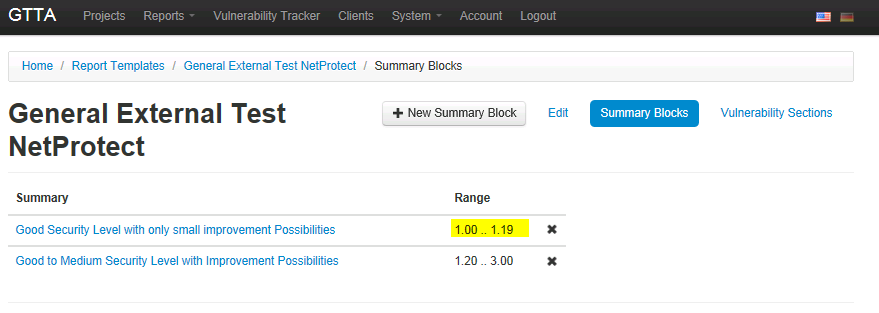 GTTA Projects Reports Vulnerability Tracker Clients System Account Logout
Home / Report Templates / General External Test NetProtect / Summary Blocks
General External Test
NetProtect
+ New Summary Block Edit Summary Blocks Vulnerability Sections
Summary Range
Good Security Level with only small improvement Possibilities 1.00 .. 1.19
Good to Medium Security Level with Improvement Possibilities 1.20 .. 3.00